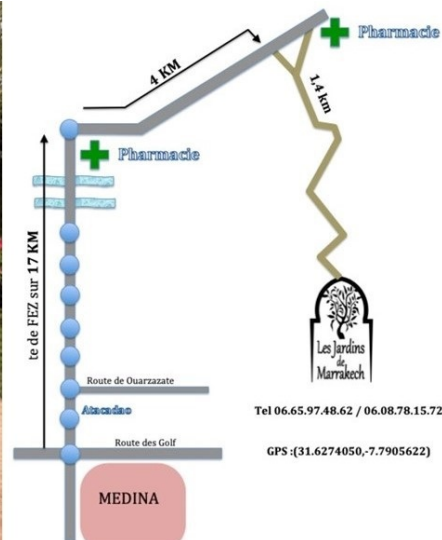 Pharmacie
4 KM
1,4 km
Pharmacie
te de FEZ sur 17 KM
Les Jardins
de
Marrakech
Route de Ouarzazate
Atacadao
Tel 06.65.97.48.62 / 06.08.78.15.72
Route des Golf
GPS :(31.6274050,-7.7905622)
MEDINA